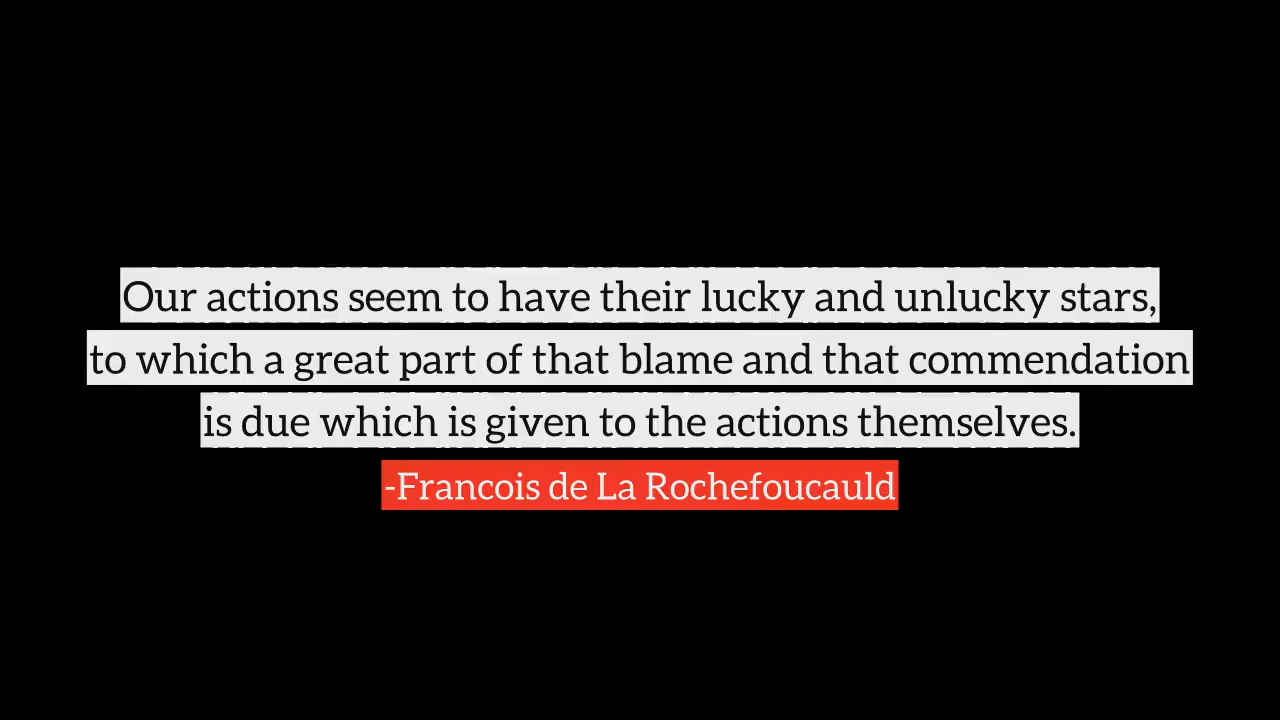 Our actions seem to have their lucky and unlucky stars,
to which a great part of that blame and that commendation
is due which is given to the actions themselves.
-Francois de La Rochefoucauld